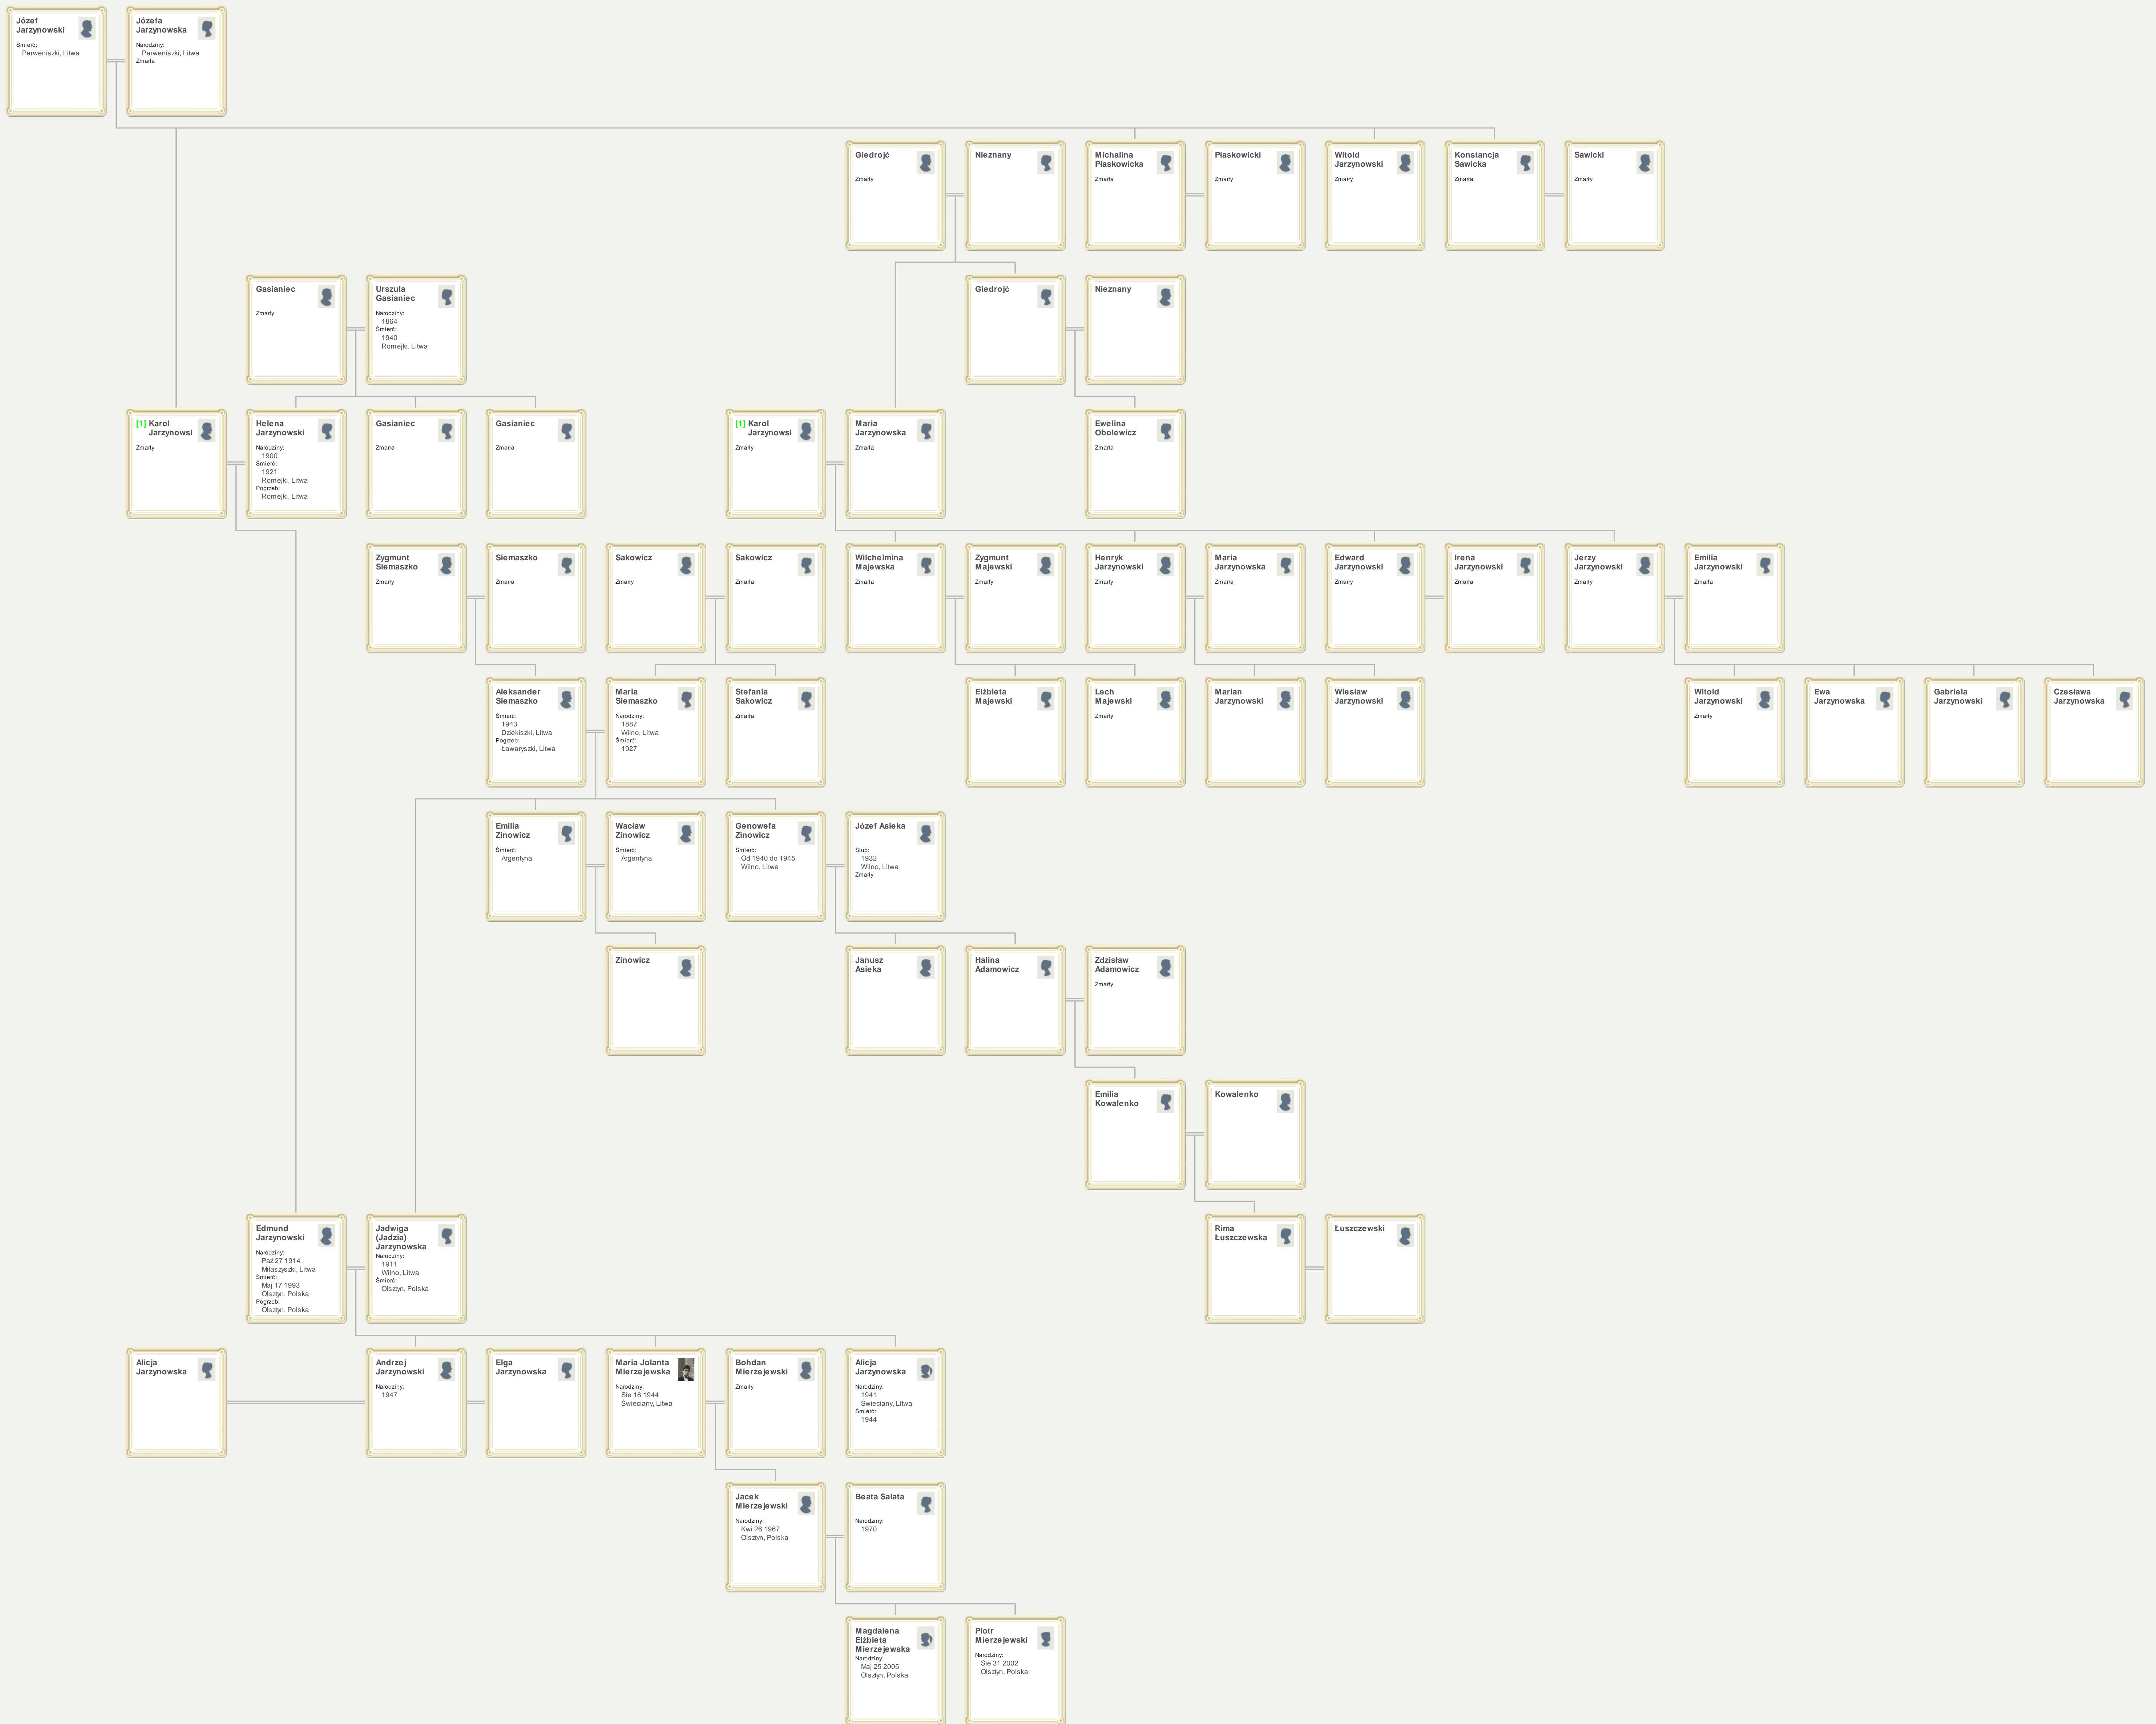 Józef
Jarzynowski
Śmierć:
Perweniszki, Litwa
Józefa
Jarzynowska
Narodziny:
Perweniszki, Litwa
Zmarła
Giedrojć
Zmarły
Nieznany
Michalina
Płaskowicka
Zmarła
Płaskowicki
Zmarły
Witold
Jarzynowski
Zmarły
Konstancja
Sawicka
Zmarła
Sawicki
Zmarły
Gasianiec
Zmarły
Urszula
Gasianiec
Narodziny:
1864
Śmierć:
1940
Romejki, Litwa
Giedrojć
Nieznany
[1] Karol
Jarzynowsl
Zmarły
Helena
Jarzynowski
Narodziny:
1900
Śmierć:
1921
Romejki, Litwa
Pogrzeb:
Romejki, Litwa
Gasianiec
Zmarła
Gasianiec
Zmarła
[1] Karol
Jarzynowsl
Zmarły
Maria
Jarzynowska
Zmarła
Ewelina
Obolewicz
Zmarła
Zygmunt
Siemaszko
Zmarły
Siemaszko
Zmarła
Sakowicz
Zmarły
Sakowicz
Zmarła
Wilchelmina
Majewska
Zmarła
Zygmunt
Majewski
Zmarły
Henryk
Jarzynowski
Zmarły
Maria
Jarzynowska
Zmarła
Edward
Jarzynowski
Zmarły
Irena
Jarzynowski
Zmarła
Jerzy
Jarzynowski
Zmarły
Emilia
Jarzynowski
Zmarła
Aleksander
Siemaszko
Śmierć:
1943
Dziekiszki, Litwa
Pogrzeb:
Ławaryszki, Litwa
Maria
Siemaszko
Narodziny:
1887
Wilno, Litwa
Śmierć:
1927
Stefania
Sakowicz
Zmarła
Elżbieta
Majewski
Lech
Majewski
Zmarły
Marian
Jarzynowski
Wiesław
Jarzynowski
Witold
Jarzynowski
Zmarły
Ewa
Jarzynowska
Gabriela
Jarzynowski
Czesława
Jarzynowska
Emilia
Zinowicz
Śmierć:
Argentyna
Wacław
Zinowicz
Śmierć:
Argentyna
Genowefa
Zinowicz
Śmierć:
Od 1940 do 1945
Wilno, Litwa
Józef Asieka
Ślub:
1932
Wilno, Litwa
Zmarły
Zinowicz
Janusz
Asieka
Halina
Adamowicz
Zdzisław
Adamowicz
Zmarły
Emilia
Kowalenko
Kowalenko
Edmund
Jarzynowski
Narodziny:
Paź 27 1914
Miłaszyszki, Litwa
Śmierć:
Maj 17 1993
Olsztyn, Polska
Pogrzeb:
Olsztyn, Polska
Jadwiga
(Jadzia)
Jarzynowska
Narodziny:
1911
Wilno, Litwa
Śmierć:
Olsztyn, Polska
Rima
Łuszczewska
Łuszczewski
Alicja
Jarzynowska
Andrzej
Jarzynowski
Narodziny:
1947
Elga
Jarzynowska
Maria Jolanta
Mierzejewska
Narodziny:
Sie 16 1944
Świeciany, Litwa
Bohdan
Mierzejewski
Zmarły
Alicja
Jarzynowska
Narodziny:
1941
Świeciany, Litwa
Śmierć:
1944
Jacek
Mierzejewski
Narodziny:
Kwi 26 1967
Olsztyn, Polska
Beata Salata
Narodziny:
1970
Magdalena
Elżbieta
Mierzejewska
Narodziny:
Maj 25 2005
Olsztyn, Polska
Piotr
Mierzejewski
Narodziny:
Sie 31 2002
Olsztyn, Polska